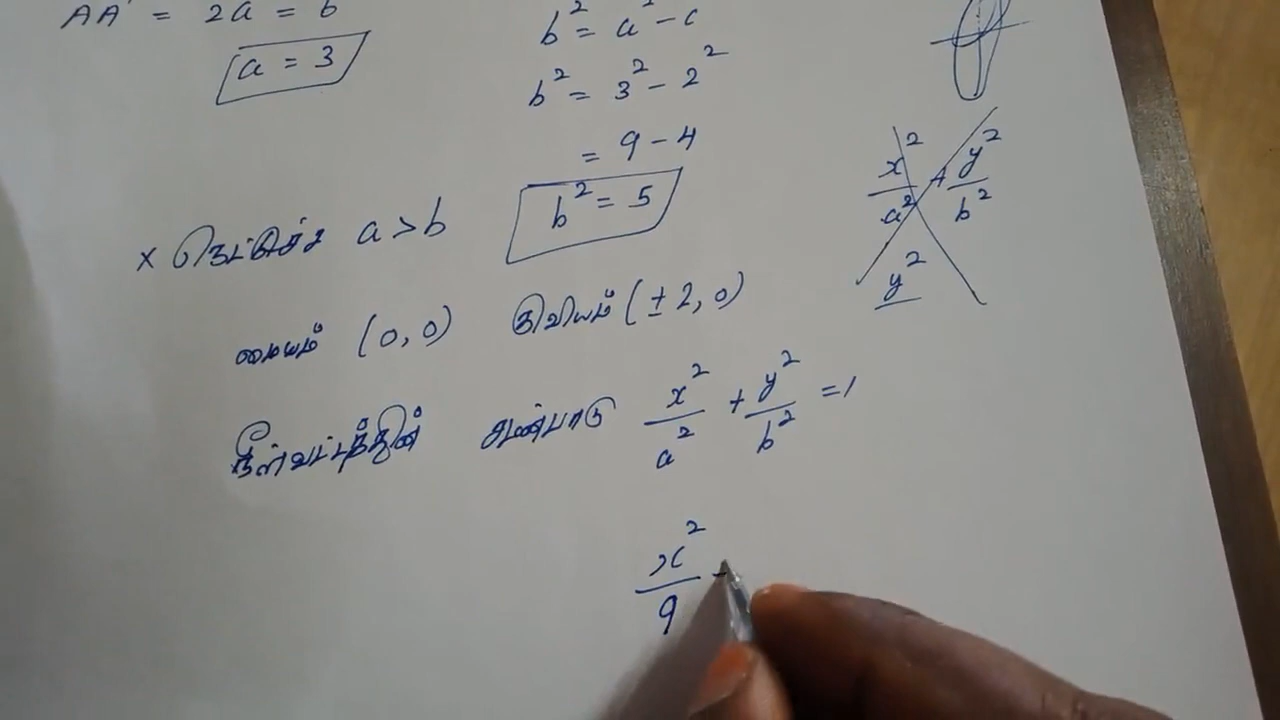 AA' = 2a = 6
a = 3
b² = a² - c
b² = 3² - 2²
= 9 - 4
b² = 5
x நெட்டச்சு a > b
மையம் (0, 0) குவியம் (± 2, 0)
நீள்வட்டத்தின் சமன்பாடு x²/a² + y²/b² = 1
x²/9 -
x²/a² + y²/b²
y²